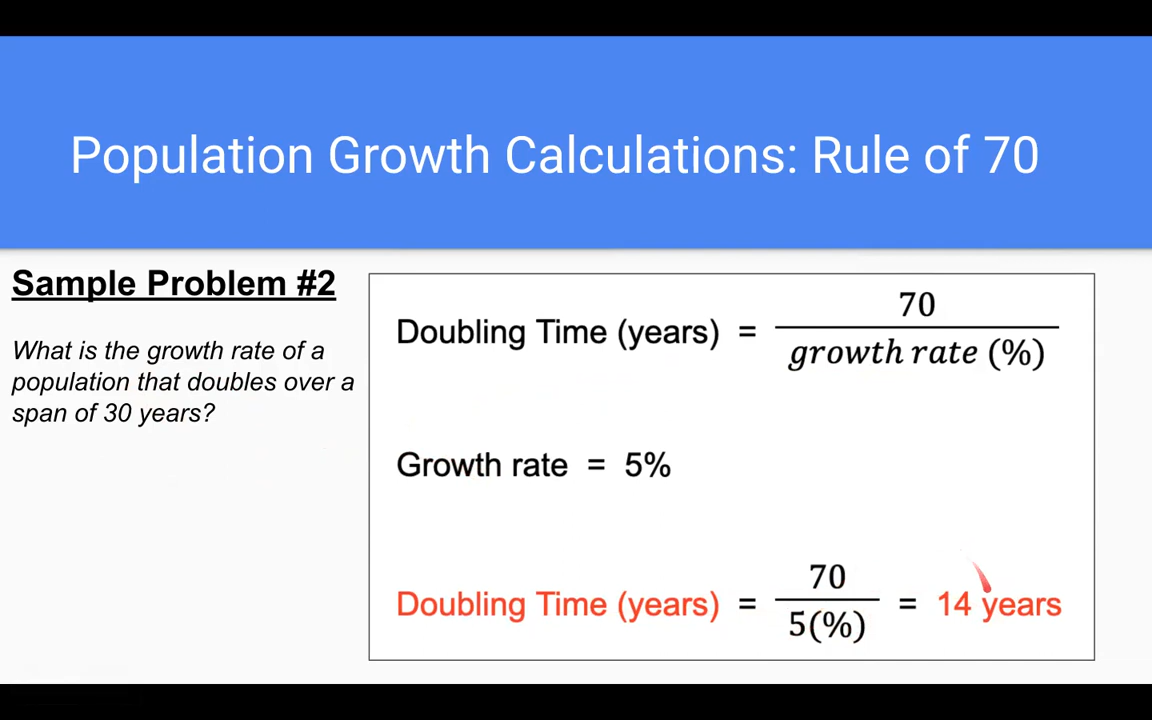 Population Growth Calculations: Rule of 70
Sample Problem #2
What is the growth rate of a
population that doubles over a
span of 30 years?
Doubling Time (years) = 70 / growth rate (%)
Growth rate = 5%
Doubling Time (years) = 70 / 5(%) = 14 years